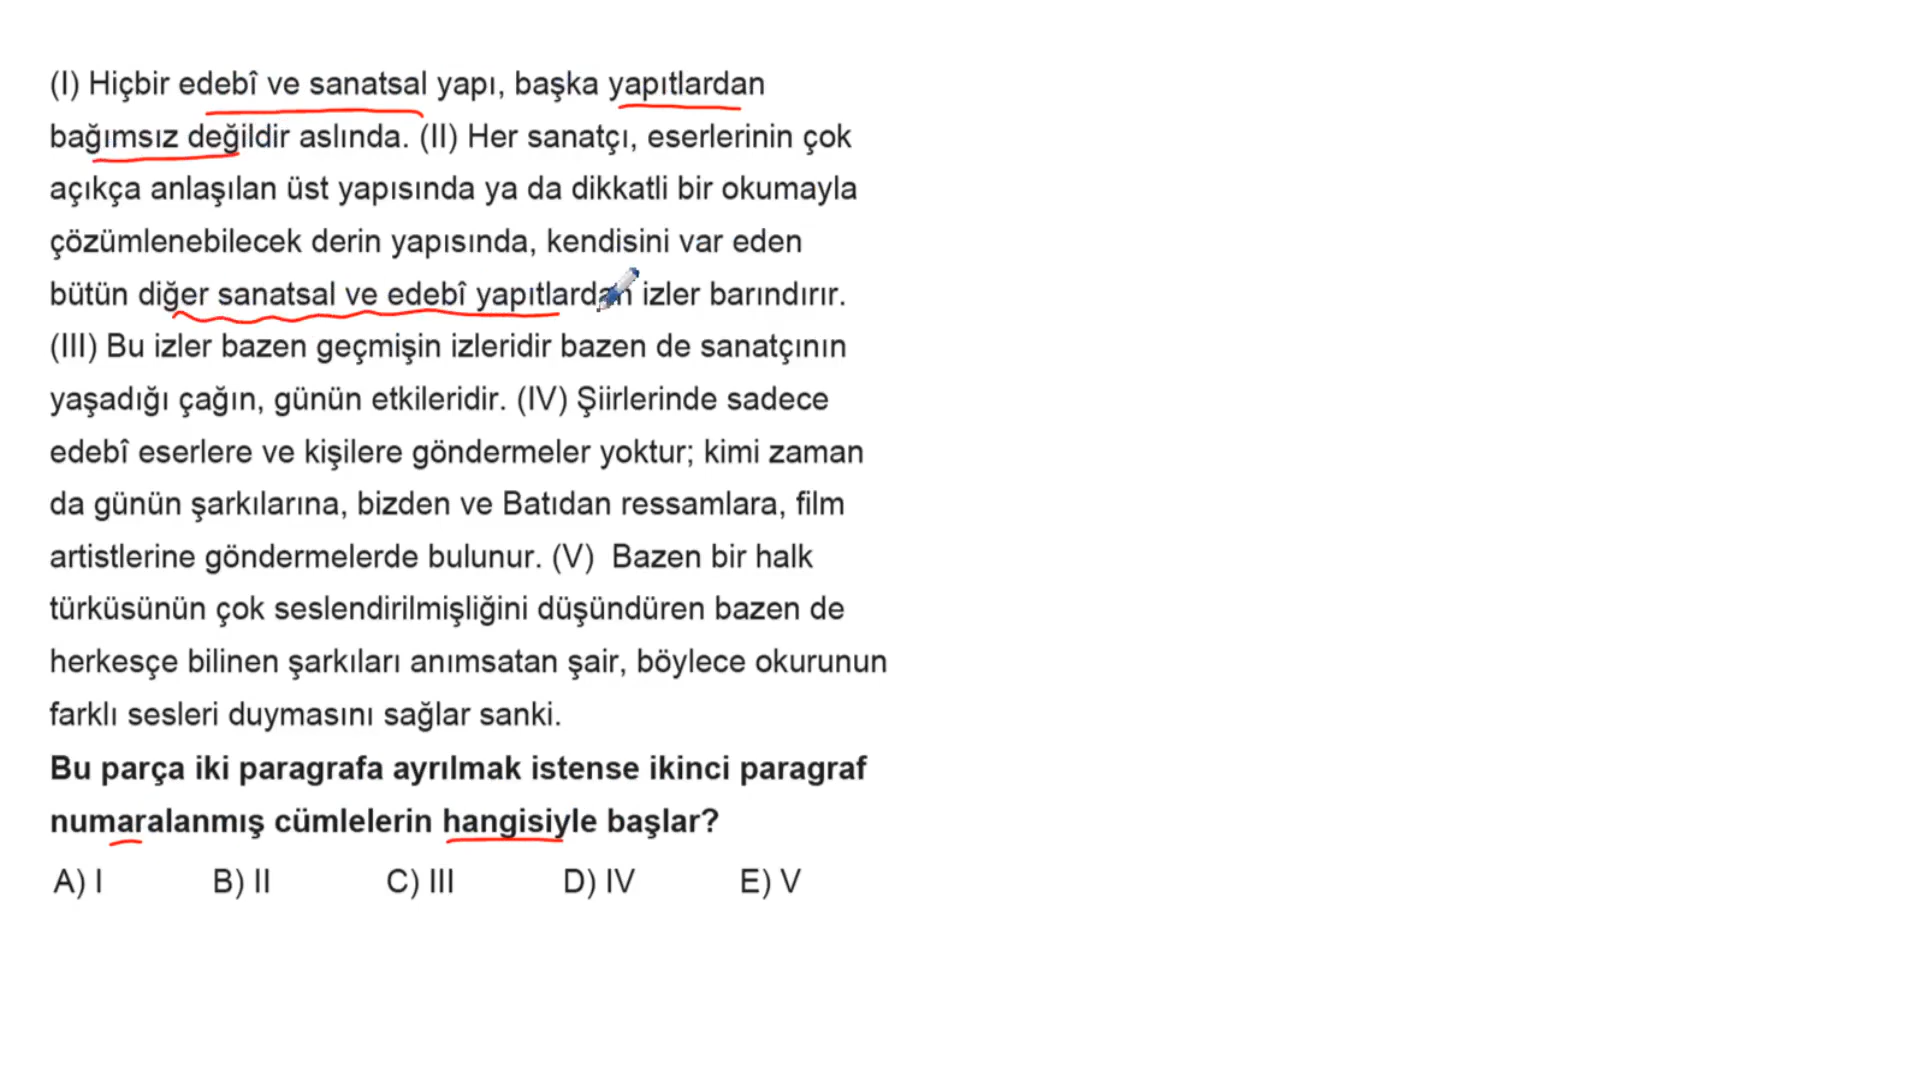 (I) Hiçbir edebî ve sanatsal yapı, başka yapıtlardan
bağımsız değildir aslında. (II) Her sanatçı, eserlerinin çok
açıkça anlaşılan üst yapısında ya da dikkatli bir okumayla
çözümlenebilecek derin yapısında, kendisini var eden
bütün diğer sanatsal ve edebî yapıtlardan izler barındırır.
(III) Bu izler bazen geçmişin izleridir bazen de sanatçının
yaşadığı çağın, günün etkileridir. (IV) Şiirlerinde sadece
edebî eserlere ve kişilere göndermeler yoktur; kimi zaman
da günün şarkılarına, bizden ve Batıdan ressamlara, film
artistlerine göndermelerde bulunur. (V) Bazen bir halk
türküsünün çok seslendirilmişliğini düşündüren bazen de
herkesçe bilinen şarkıları anımsatan şair, böylece okurunun
farklı sesleri duymasını sağlar sanki.
Bu parça iki paragrafa ayrılmak istense ikinci paragraf
numaralanmış cümlelerin hangisiyle başlar?
A) I B) II C) III D) IV E) V